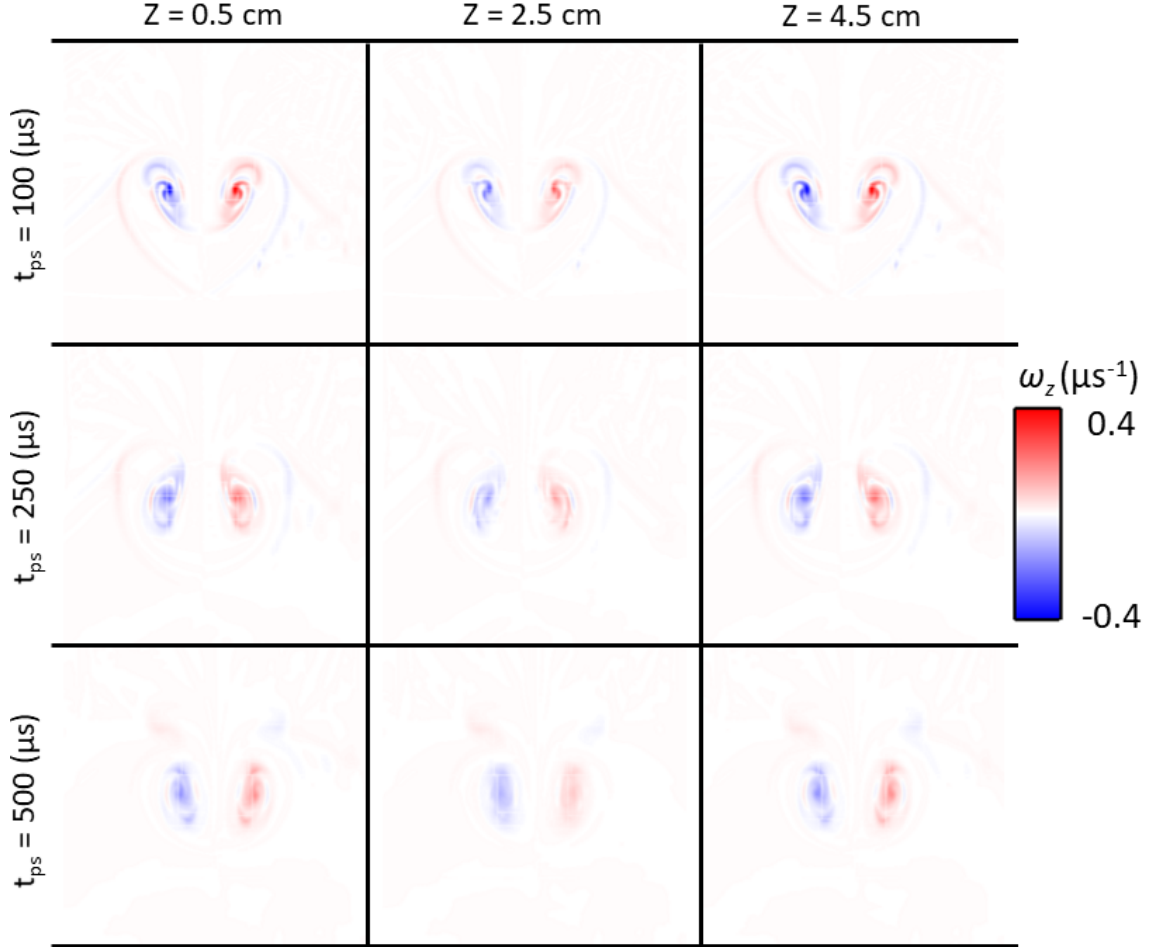 Z = 0.5 cm Z = 2.5 cm Z = 4.5 cm
tps = 100 (µs)
tps = 250 (µs)
tps = 500 (µs)
ωz (µs-1)
0.4
-0.4